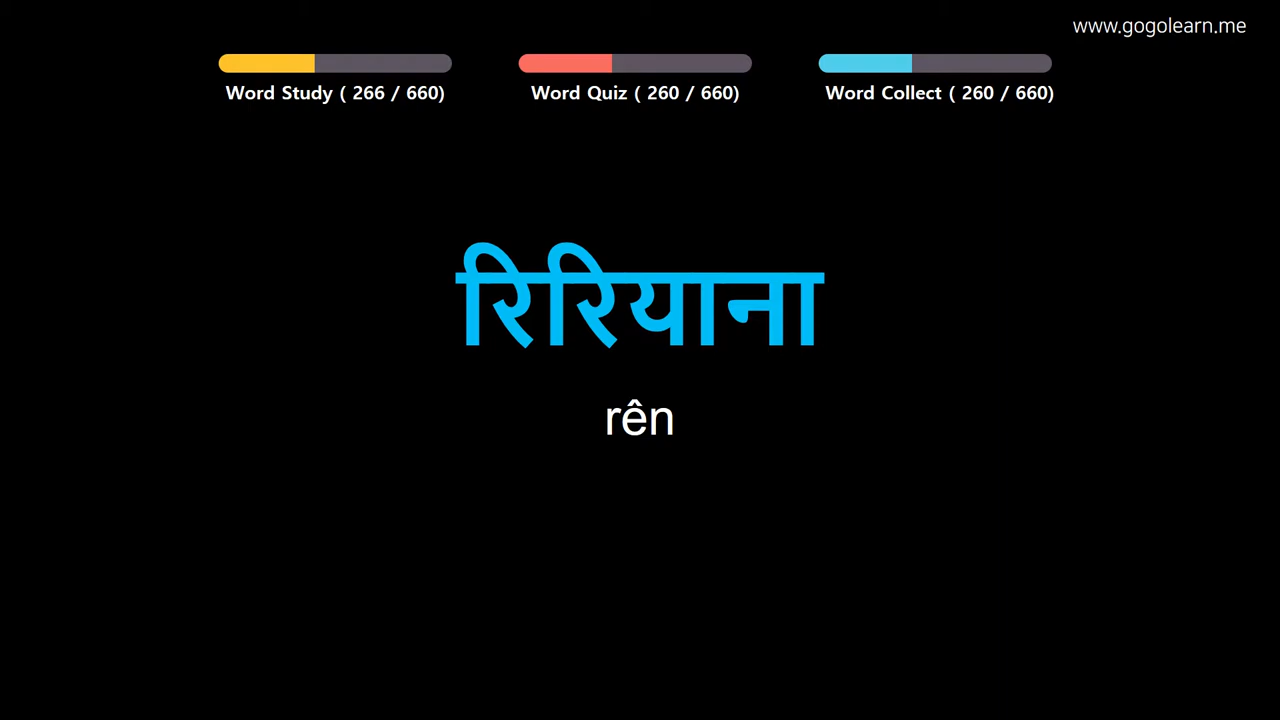 www.gogolearn.me
Word Study ( 266 / 660)
Word Quiz ( 260 / 660)
Word Collect ( 260 / 660)
रिरियाना
rên